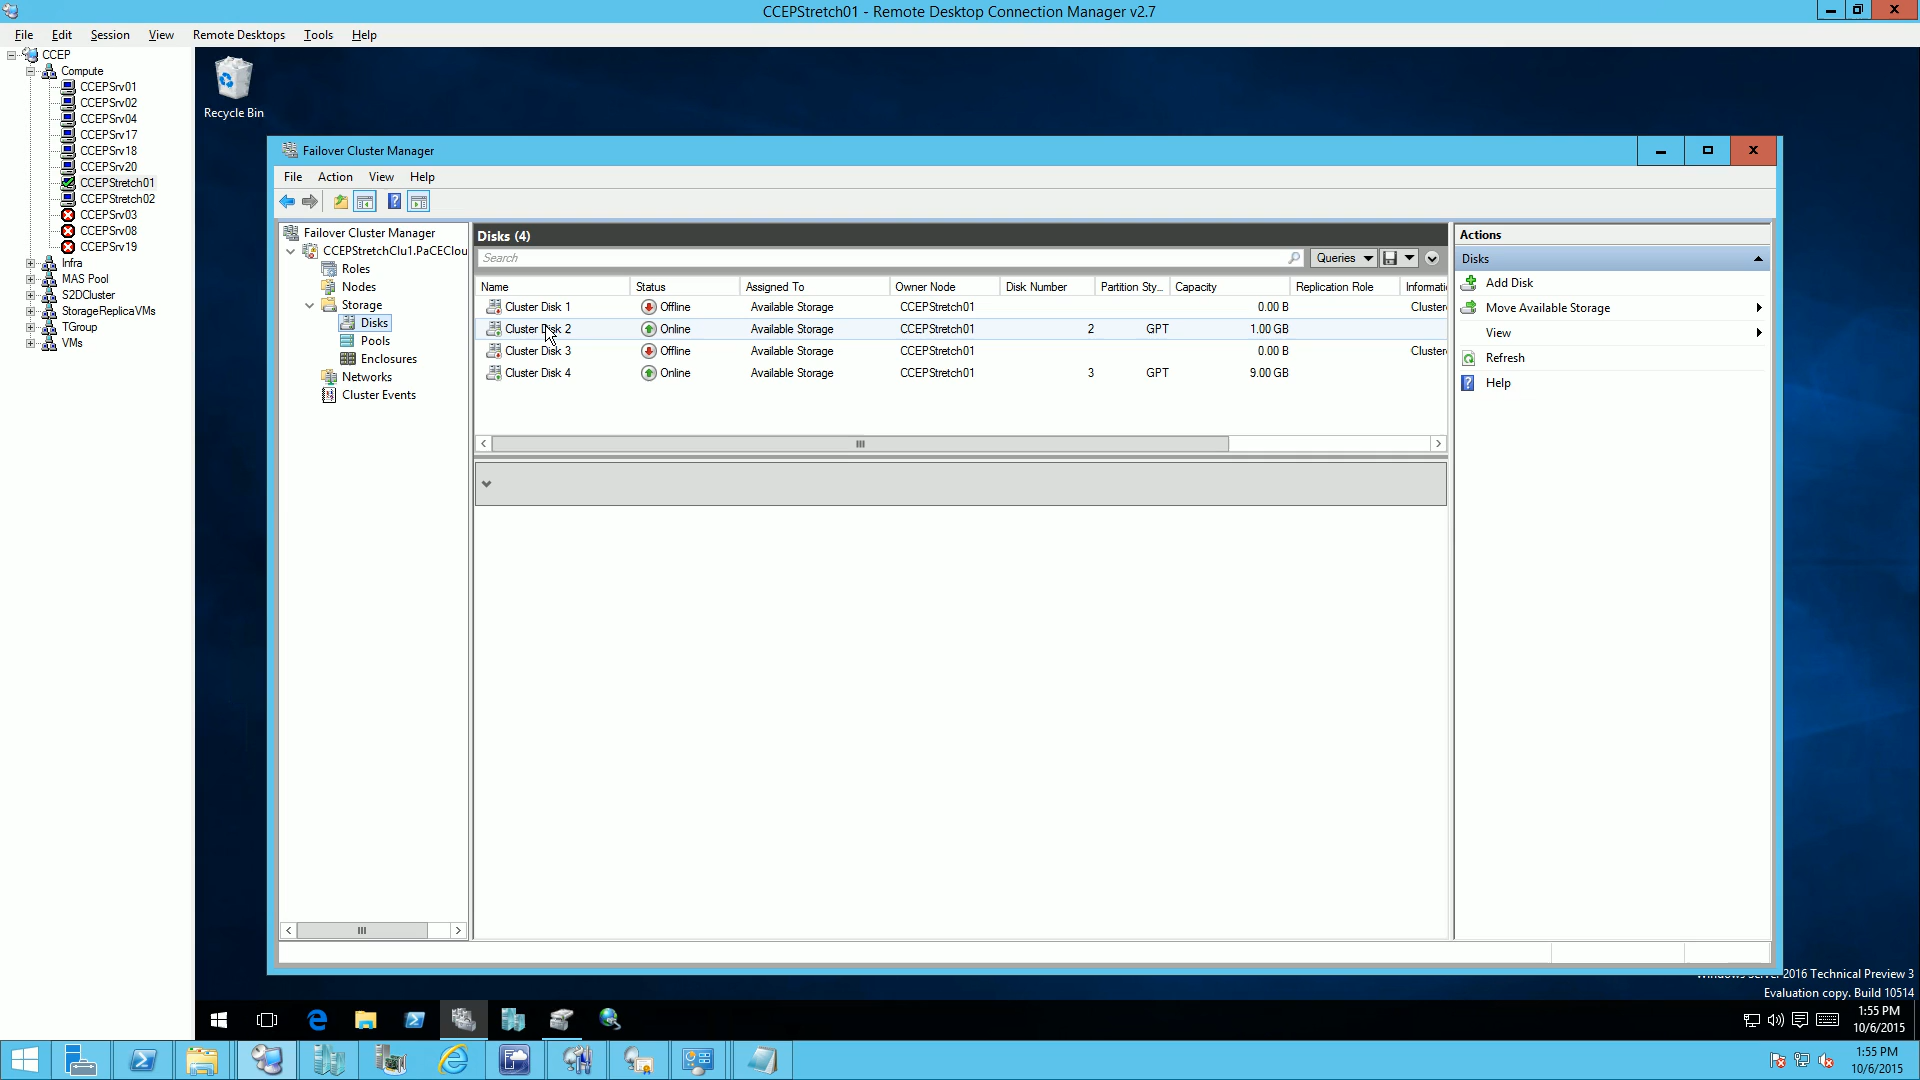 CCEPStretch01 - Remote Desktop Connection Manager v2.7
File Edit Session View Remote Desktops Tools Help
CCEP
Compute
CCEPSrv01
CCEPSrv02
CCEPSrv04
CCEPSrv17
CCEPSrv18
CCEPSrv20
CCEPStretch01
CCEPStretch02
CCEPSrv03
CCEPSrv08
CCEPSrv19
Infra
MAS Pool
S2DCluster
StorageReplicaVMs
TGroup
VMs
Recycle Bin
Failover Cluster Manager
File Action View Help
Failover Cluster Manager
CCEPStretchClu1.PaCEClou
Roles
Nodes
Storage
Disks
Pools
Enclosures
Networks
Cluster Events
Disks (4)
Search
Queries
Name Status Assigned To Owner Node Disk Number Partition Sty... Capacity Replication Role Informati
Cluster Disk 1 Offline Available Storage CCEPStretch01 0.00 B Cluster
Cluster Disk 2 Online Available Storage CCEPStretch01 2 GPT 1.00 GB
Cluster Disk 3 Offline Available Storage CCEPStretch01 0.00 B Cluster
Cluster Disk 4 Online Available Storage CCEPStretch01 3 GPT 9.00 GB
Actions
Disks
Add Disk
Move Available Storage
View
Refresh
Help
Windows Server 2016 Technical Preview 3
Evaluation copy. Build 10514
1:55 PM
10/6/2015
1:55 PM
10/6/2015